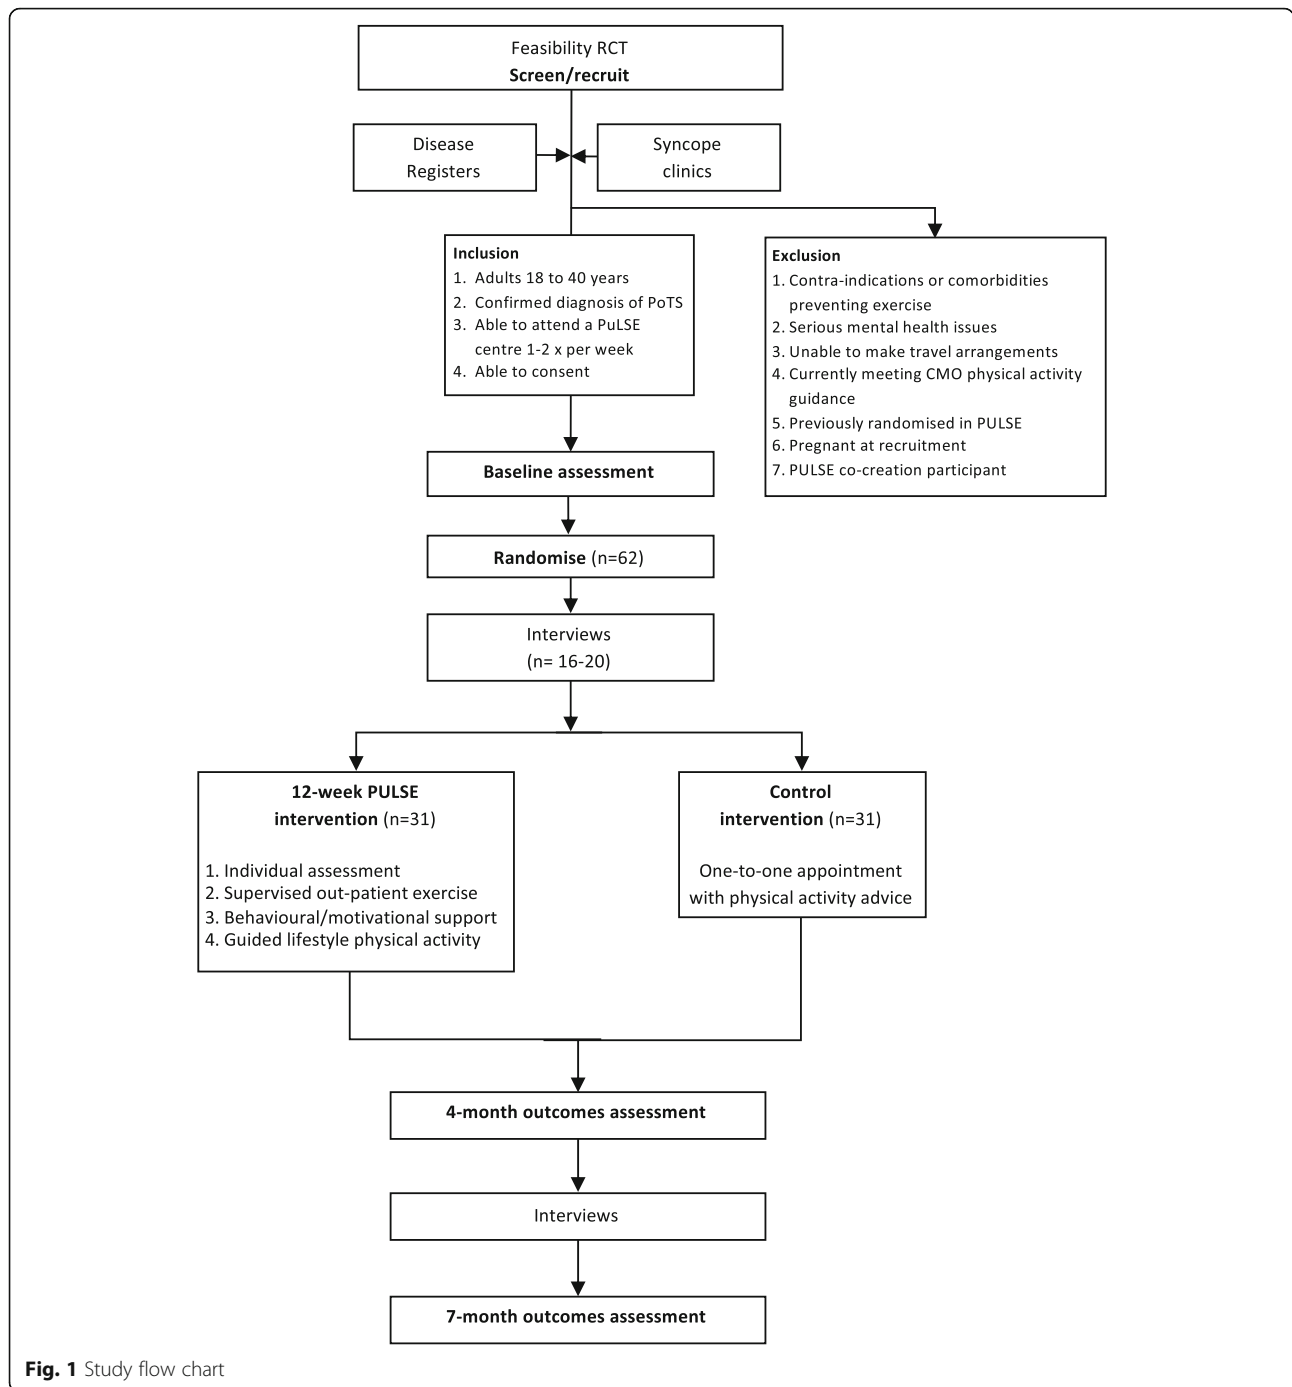 Feasibility RCT
Screen/recruit
Disease
Registers
Syncope
clinics
Inclusion
1. Adults 18 to 40 years
2. Confirmed diagnosis of PoTS
3. Able to attend a PuLSE
centre 1-2 x per week
4. Able to consent
Exclusion
1. Contra-indications or comorbidities
preventing exercise
2. Serious mental health issues
3. Unable to make travel arrangements
4. Currently meeting CMO physical activity
guidance
5. Previously randomised in PULSE
6. Pregnant at recruitment
7. PULSE co-creation participant
Baseline assessment
Randomise (n=62)
Interviews
(n= 16-20)
12-week PULSE
intervention (n=31)
1. Individual assessment
2. Supervised out-patient exercise
3. Behavioural/motivational support
4. Guided lifestyle physical activity
Control
intervention (n=31)
One-to-one appointment
with physical activity advice
4-month outcomes assessment
Interviews
7-month outcomes assessment
Fig. 1 Study flow chart